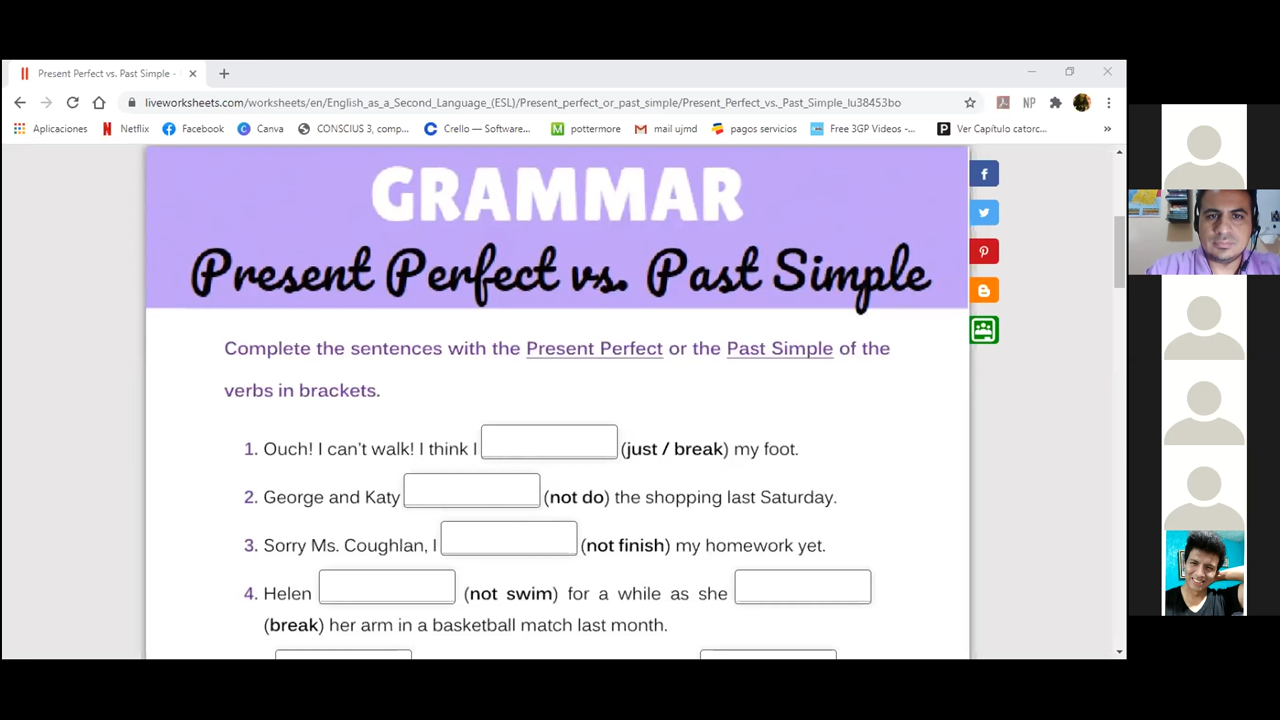 Present Perfect vs. Past Simple -
liveworksheets.com/worksheets/en/English_as_a_Second_Language_(ESL)/Present_perfect_or_past_simple/Present_Perfect_vs._Past_Simple_lu38453bo
NP
Aplicaciones Netflix Facebook Canva CONSCIUS 3, comp... Crello — Software... pottermore mail ujmd pagos servicios Free 3GP Videos -... Ver Capítulo catorc... »
GRAMMAR
Present Perfect vs. Past Simple
Complete the sentences with the Present Perfect or the Past Simple of the
verbs in brackets.
1. Ouch! I can't walk! I think I (just / break) my foot.
2. George and Katy (not do) the shopping last Saturday.
3. Sorry Ms. Coughlan, I (not finish) my homework yet.
4. Helen (not swim) for a while as she
(break) her arm in a basketball match last month.